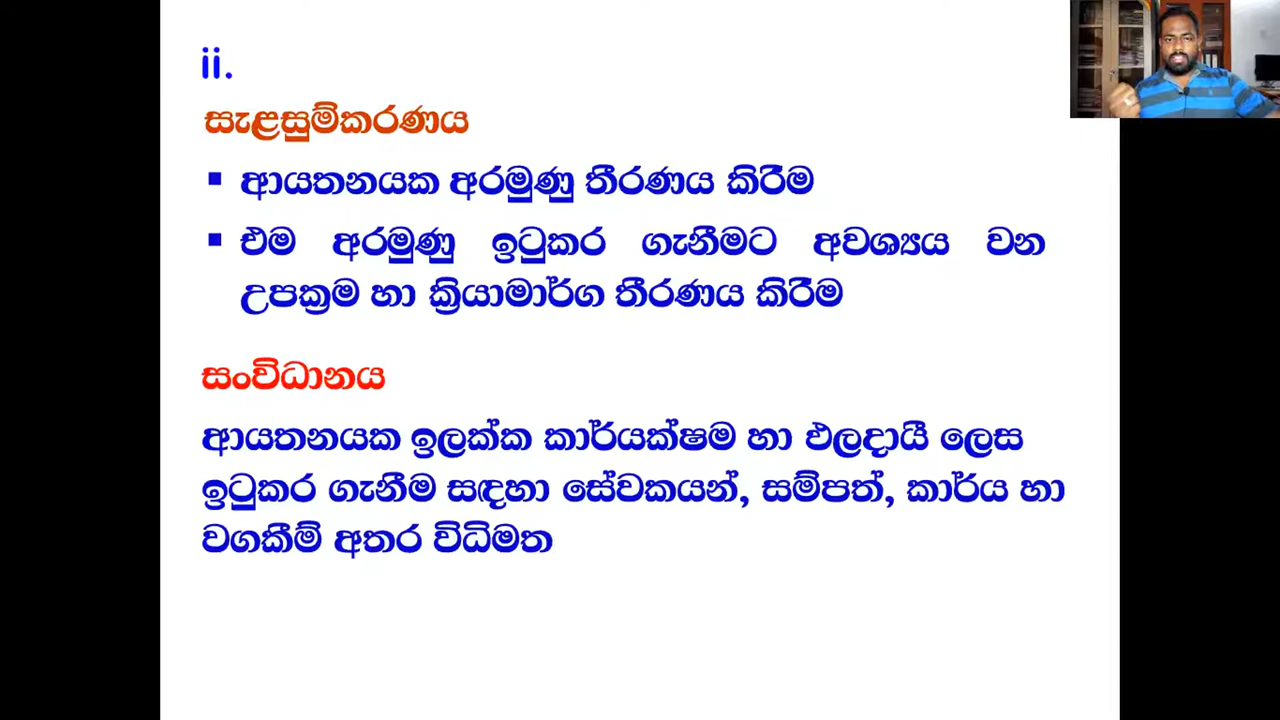 ii.
සැළසුම්කරණය
▪ ආයතනයක අරමුණු තීරණය කිරීම
▪ එම අරමුණු ඉටුකර ගැනීමට අවශ්‍යය වන
උපක්‍රම හා ක්‍රියාමාර්ග තීරණය කිරීම
සංවිධානය
ආයතනයක ඉලක්ක කාර්යක්ෂම හා ඵලදායී ලෙස
ඉටුකර ගැනීම සඳහා සේවකයන්, සම්පත්, කාර්ය හා
වගකීම් අතර විධිමත